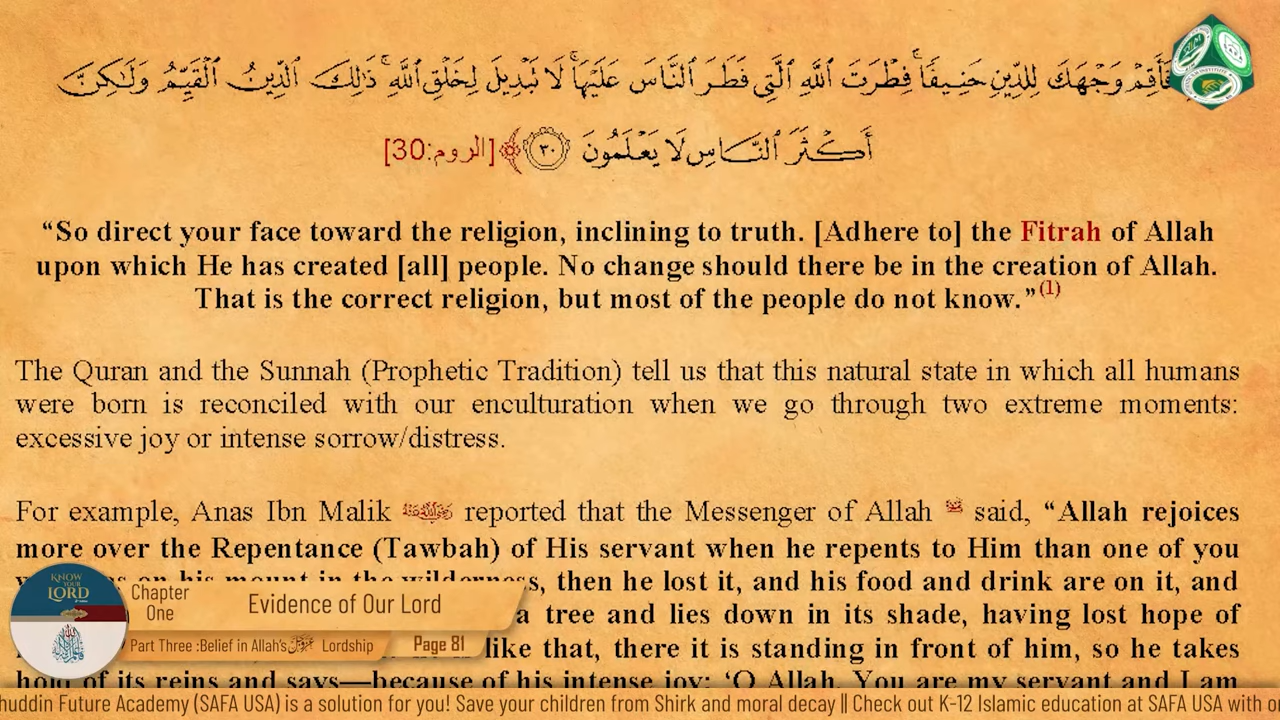 فَأَقِمْ وَجْهَكَ لِلدِّينِ حَنِيفًا ۚ فِطْرَتَ ٱللَّهِ ٱلَّتِى فَطَرَ ٱلنَّاسَ عَلَيْهَا ۚ لَا تَبْدِيلَ لِخَلْقِ ٱللَّهِ ۚ ذَٰلِكَ ٱلدِّينُ ٱلْقَيِّمُ وَلَٰكِنَّ
أَكْثَرَ ٱلنَّاسِ لَا يَعْلَمُونَ ٣٠ ﴾ [الروم:30]
“So direct your face toward the religion, inclining to truth. [Adhere to] the Fitrah of Allah
upon which He has created [all] people. No change should there be in the creation of Allah.
That is the correct religion, but most of the people do not know.”(1)
The Quran and the Sunnah (Prophetic Tradition) tell us that this natural state in which all humans
were born is reconciled with our enculturation when we go through two extreme moments:
excessive joy or intense sorrow/distress.
For example, Anas Ibn Malik reported that the Messenger of Allah ﷺ said, “Allah rejoices
more over the Repentance (Tawbah) of His servant when he repents to Him than one of you
on his mount in the wilderness, then he lost it, and his food and drink are on it, and
a tree and lies down in its shade, having lost hope of
like that, there it is standing in front of him, so he takes
hold of its reins and says—because of his intense joy: ‘O Allah, You are my servant and I am
KNOW
YOUR
LORD
Chapter
One
Evidence of Our Lord
Part Three :Belief in Allah's Lordship
Page 81
huddin Future Academy (SAFA USA) is a solution for you! Save your children from Shirk and moral decay || Check out K-12 Islamic education at SAFA USA with